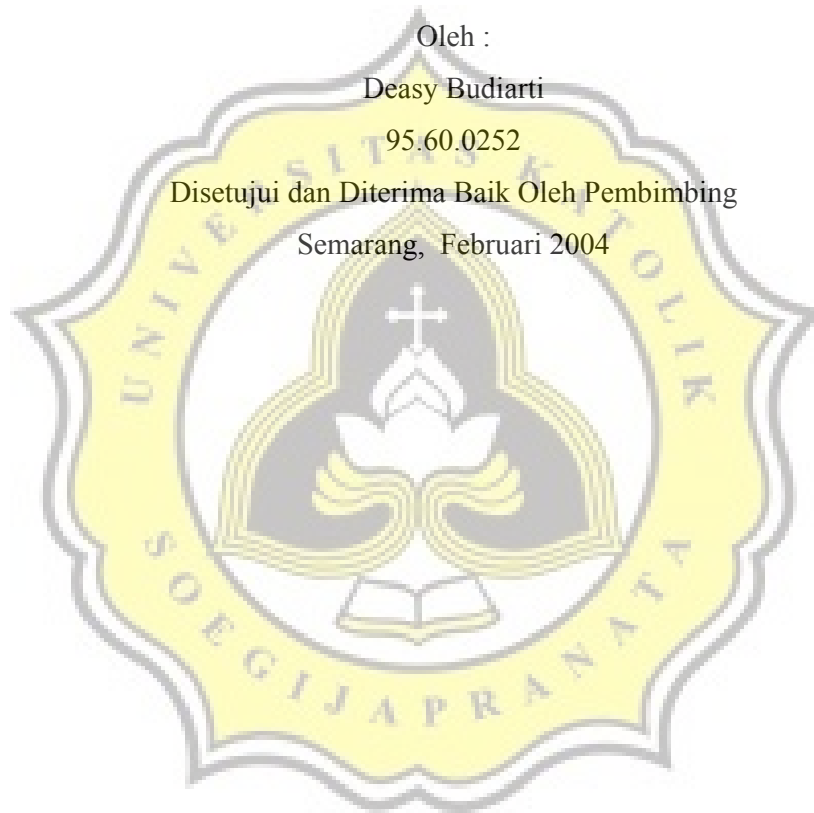 Oleh :
Deasy Budiarti
95.60.0252
Disetujui dan Diterima Baik Oleh Pembimbing
Semarang, Februari 2004
UNIVERSITAS KATOLIK
SOEGIJAPRANATA